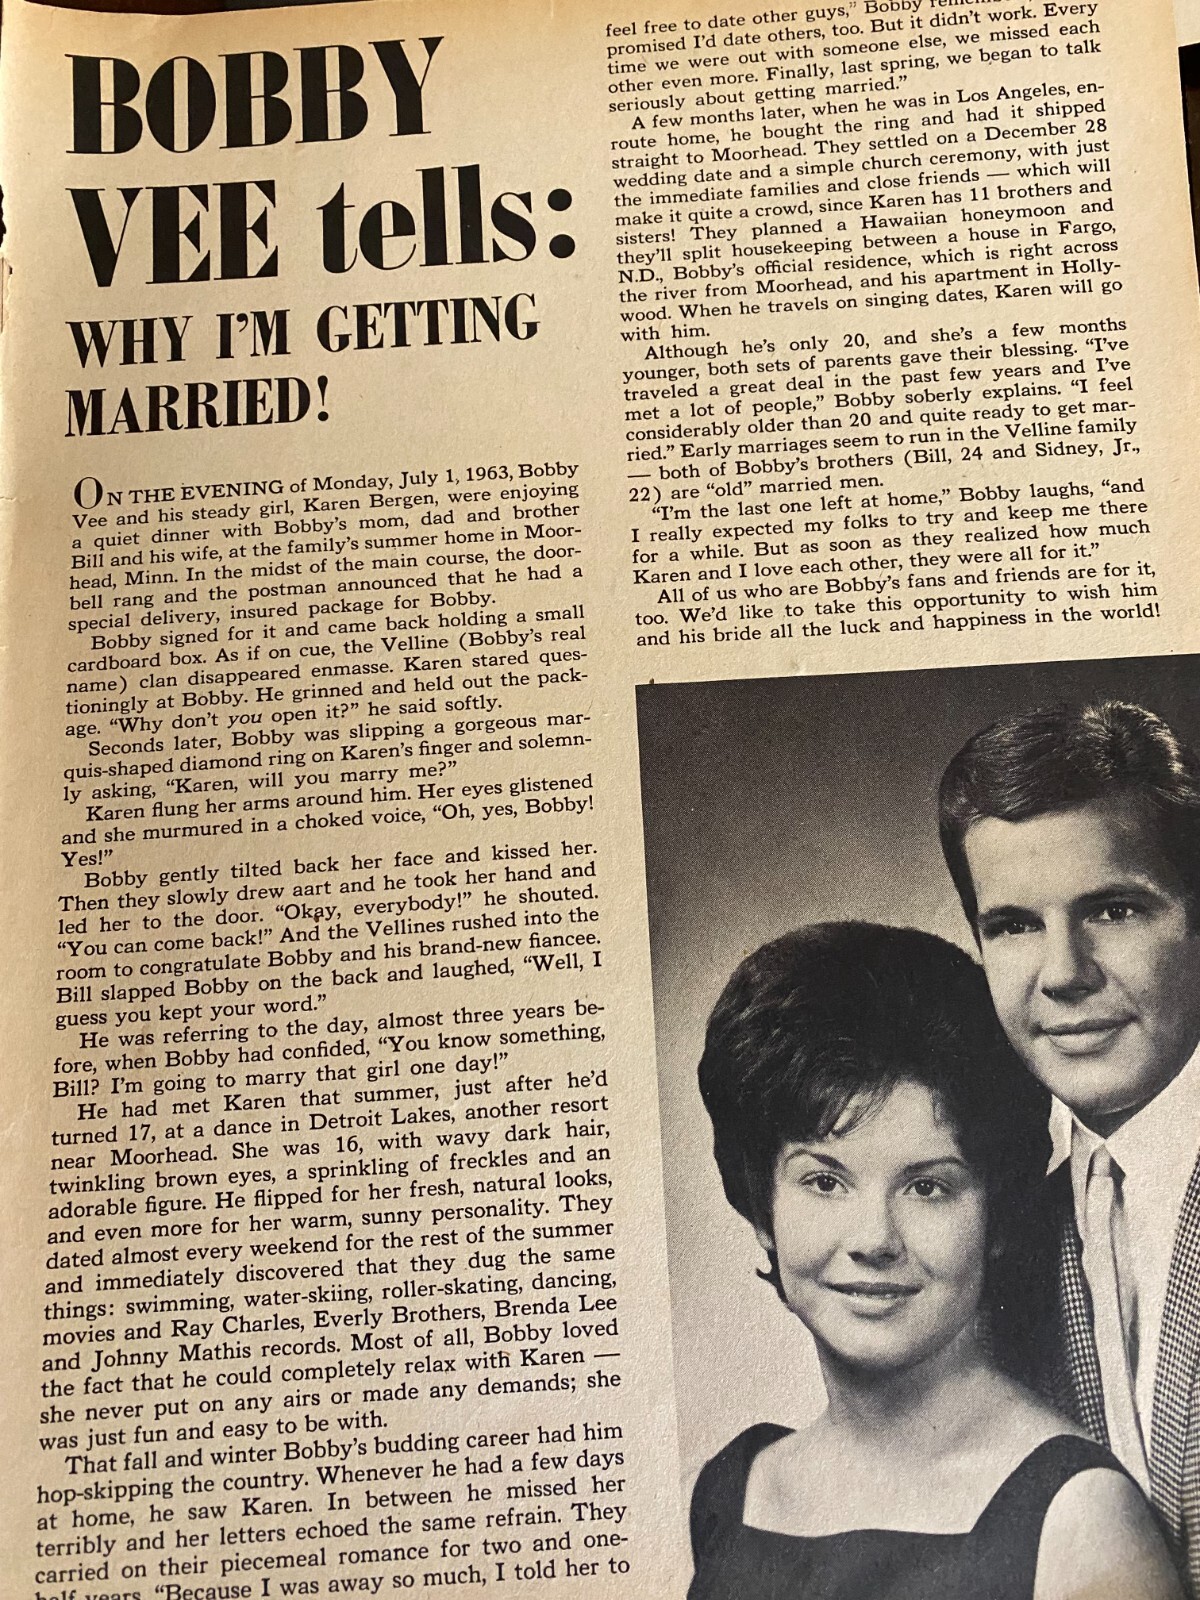 BOBBY
VEE tells:
WHY I'M GETTING
MARRIED!
ON THE EVENING of Monday, July 1, 1963, Bobby
Vee and his steady girl, Karen Bergen, were enjoying
a quiet dinner with Bobby's mom, dad and brother
Bill and his wife, at the family's summer home in Moor-
head, Minn. In the midst of the main course, the door-
bell rang and the postman announced that he had a
special delivery, insured package for Bobby.
Bobby signed for it and came back holding a small
cardboard box. As if on cue, the Velline (Bobby's real
name) clan disappeared enmasse. Karen stared ques-
tioningly at Bobby. He grinned and held out the pack-
age. "Why don't you open it?" he said softly.
Seconds later, Bobby was slipping a gorgeous mar-
quis-shaped diamond ring on Karen's finger and solemn-
ly asking, "Karen, will you marry me?"
Karen flung her arms around him. Her eyes glistened
and she murmured in a choked voice, "Oh, yes, Bobby!
Yes!"
Bobby gently tilted back her face and kissed her.
Then they slowly drew aart and he took her hand and
led her to the door. "Okay, everybody!" he shouted.
"You can come back!" And the Vellines rushed into the
room to congratulate Bobby and his brand-new fiancee.
Bill slapped Bobby on the back and laughed, "Well, I
guess you kept your word."
He was referring to the day, almost three years be-
fore, when Bobby had confided, "You know something,
Bill? I'm going to marry that girl one day!"
He had met Karen that summer, just after he'd
turned 17, at a dance in Detroit Lakes, another resort
near Moorhead. She was 16, with wavy dark hair,
twinkling brown eyes, a sprinkling of freckles and an
adorable figure. He flipped for her fresh, natural looks,
and even more for her warm, sunny personality. They
dated almost every weekend for the rest of the summer
and immediately discovered that they dug the same
things: swimming, water-skiing, roller-skating, dancing,
movies and Ray Charles, Everly Brothers, Brenda Lee
and Johnny Mathis records. Most of all, Bobby loved
the fact that he could completely relax with Karen —
she never put on any airs or made any demands; she
was just fun and easy to be with.
That fall and winter Bobby's budding career had him
hop-skipping the country. Whenever he had a few days
at home, he saw Karen. In between he missed her
terribly and her letters echoed the same refrain. They
carried on their piecemeal romance for two and one-
half years. "Because I was away so much, I told her to
feel free to date other guys," Bobby
promised I'd date others, too. But it didn't work. Every
time we were out with someone else, we missed each
other even more. Finally, last spring, we began to talk
seriously about getting married."
A few months later, when he was in Los Angeles, en-
route home, he bought the ring and had it shipped
straight to Moorhead. They settled on a December 28
wedding date and a simple church ceremony, with just
the immediate families and close friends — which will
make it quite a crowd, since Karen has 11 brothers and
sisters! They planned a Hawaiian honeymoon and
they'll split housekeeping between a house in Fargo,
N.D., Bobby's official residence, which is right across
the river from Moorhead, and his apartment in Holly-
wood. When he travels on singing dates, Karen will go
with him.
Although he's only 20, and she's a few months
younger, both sets of parents gave their blessing. "I've
traveled a great deal in the past few years and I've
met a lot of people," Bobby soberly explains. "I feel
considerably older than 20 and quite ready to get mar-
ried." Early marriages seem to run in the Velline family
— both of Bobby's brothers (Bill, 24 and Sidney, Jr.,
22) are "old" married men.
"I'm the last one left at home," Bobby laughs, "and
I really expected my folks to try and keep me there
for a while. But as soon as they realized how much
Karen and I love each other, they were all for it."
All of us who are Bobby's fans and friends are for it,
too. We'd like to take this opportunity to wish him
and his bride all the luck and happiness in the world!